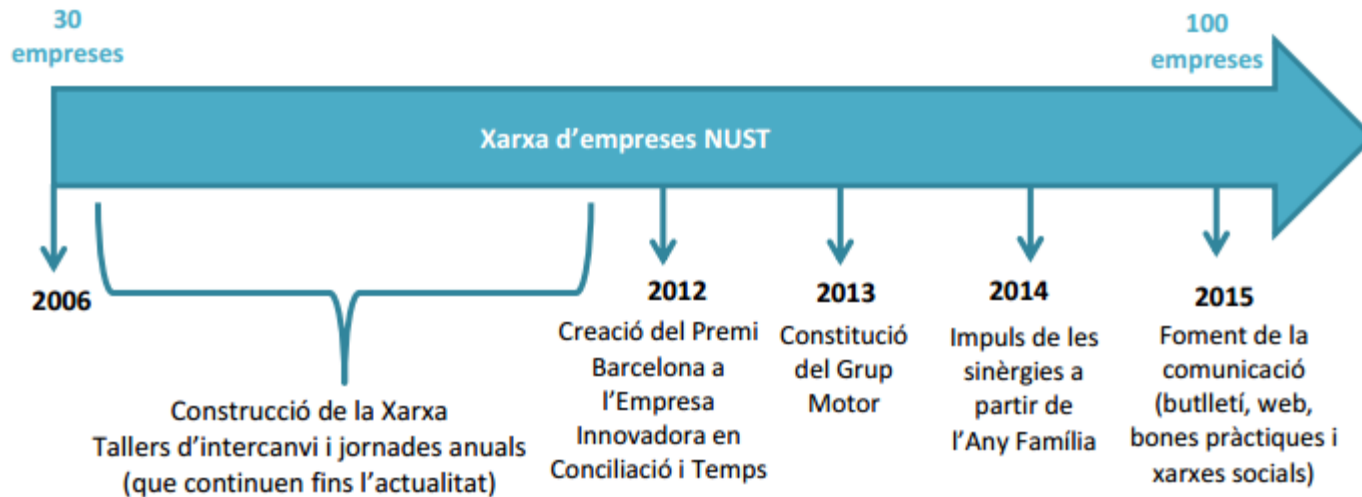 30
empreses
100
empreses
Xarxa d'empreses NUST
2006
Construcció de la Xarxa
Tallers d'intercanvi i jornades anuals
(que continuen fins l'actualitat)
2012
Creació del Premi
Barcelona a
l'Empresa
Innovadora en
Conciliació i Temps
2013
Constitució
del Grup
Motor
2014
Impuls de les
sinèrgies a
partir de
l'Any Família
2015
Foment de la
comunicació
(butlletí, web,
bones pràctiques i
xarxes socials)